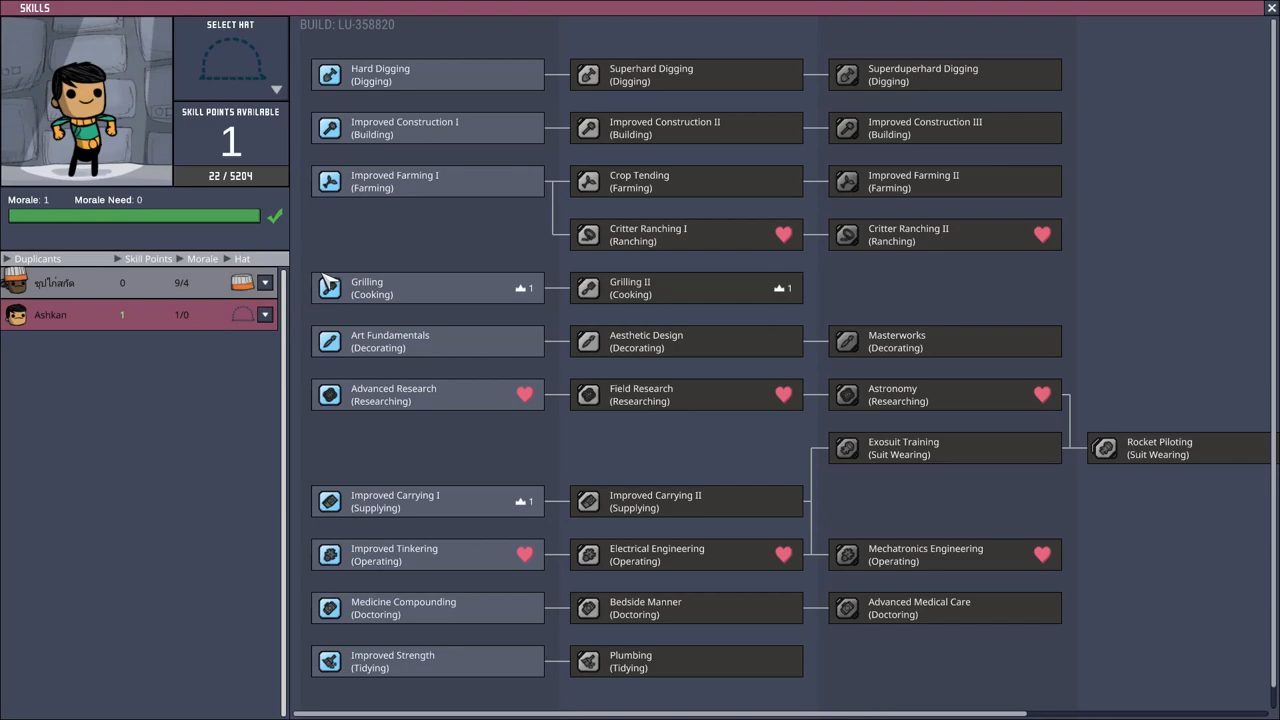 SKILLS
SELECT HAT
SKILL POINTS AVAILABLE
1
22 / 5204
Morale: 1 Morale Need: 0
Duplicants Skill Points Morale Hat
ซุปไก่สกัด 0 9/4
Ashkan 1 1/0
BUILD: LU-358820
Hard Digging
(Digging)
Superhard Digging
(Digging)
Superduperhard Digging
(Digging)
Improved Construction I
(Building)
Improved Construction II
(Building)
Improved Construction III
(Building)
Improved Farming I
(Farming)
Crop Tending
(Farming)
Improved Farming II
(Farming)
Critter Ranching I
(Ranching)
Critter Ranching II
(Ranching)
Grilling
(Cooking)
1
Grilling II
(Cooking)
1
Art Fundamentals
(Decorating)
Aesthetic Design
(Decorating)
Masterworks
(Decorating)
Advanced Research
(Researching)
Field Research
(Researching)
Astronomy
(Researching)
Exosuit Training
(Suit Wearing)
Rocket Piloting
(Suit Wearing)
Improved Carrying I
(Supplying)
1
Improved Carrying II
(Supplying)
Improved Tinkering
(Operating)
Electrical Engineering
(Operating)
Mechatronics Engineering
(Operating)
Medicine Compounding
(Doctoring)
Bedside Manner
(Doctoring)
Advanced Medical Care
(Doctoring)
Improved Strength
(Tidying)
Plumbing
(Tidying)